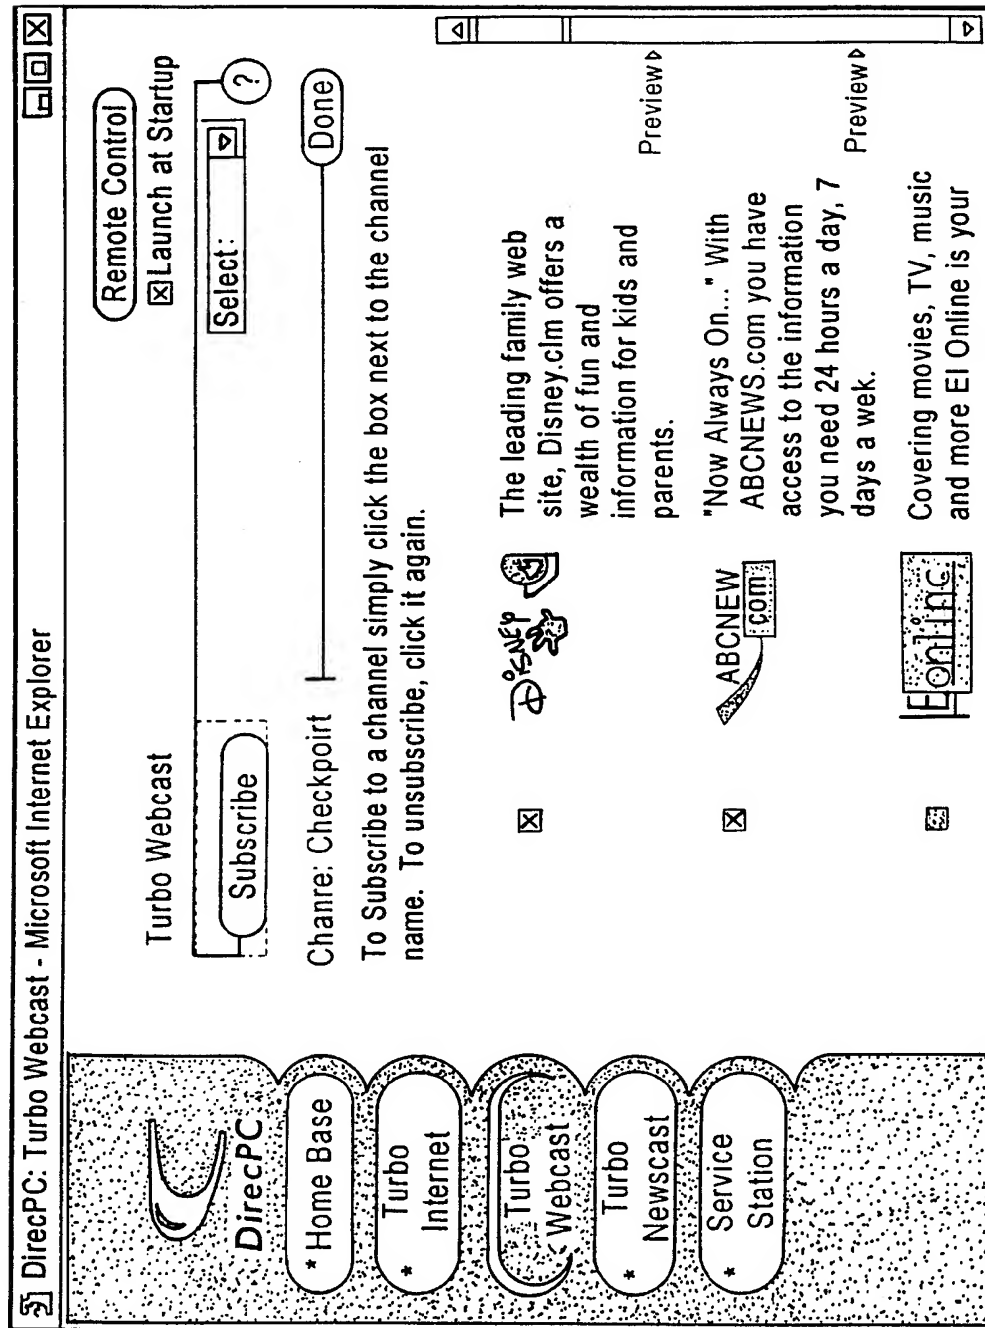 DirecPC: Turbo Webcast - Microsoft Internet Explorer
DirecPC
* Home Base
* Turbo
Internet
Turbo
Webcast
* Turbo
Newscast
* Service
Station
Turbo Webcast
Remote Control
Launch at Startup
Subscribe
Select:
?
Chanre: Checkpoirt
Done
To Subscribe to a channel simply click the box next to the channel
name. To unsubscribe, click it again.
DISNEY
The leading family web
site, Disney.clm offers a
wealth of fun and
information for kids and
parents.
Preview
ABCNEW
com
"Now Always On..." With
ABCNEWS.com you have
access to the information
you need 24 hours a day, 7
days a wek.
Preview
E onlinc
Covering movies, TV, music
and more EI Online is your